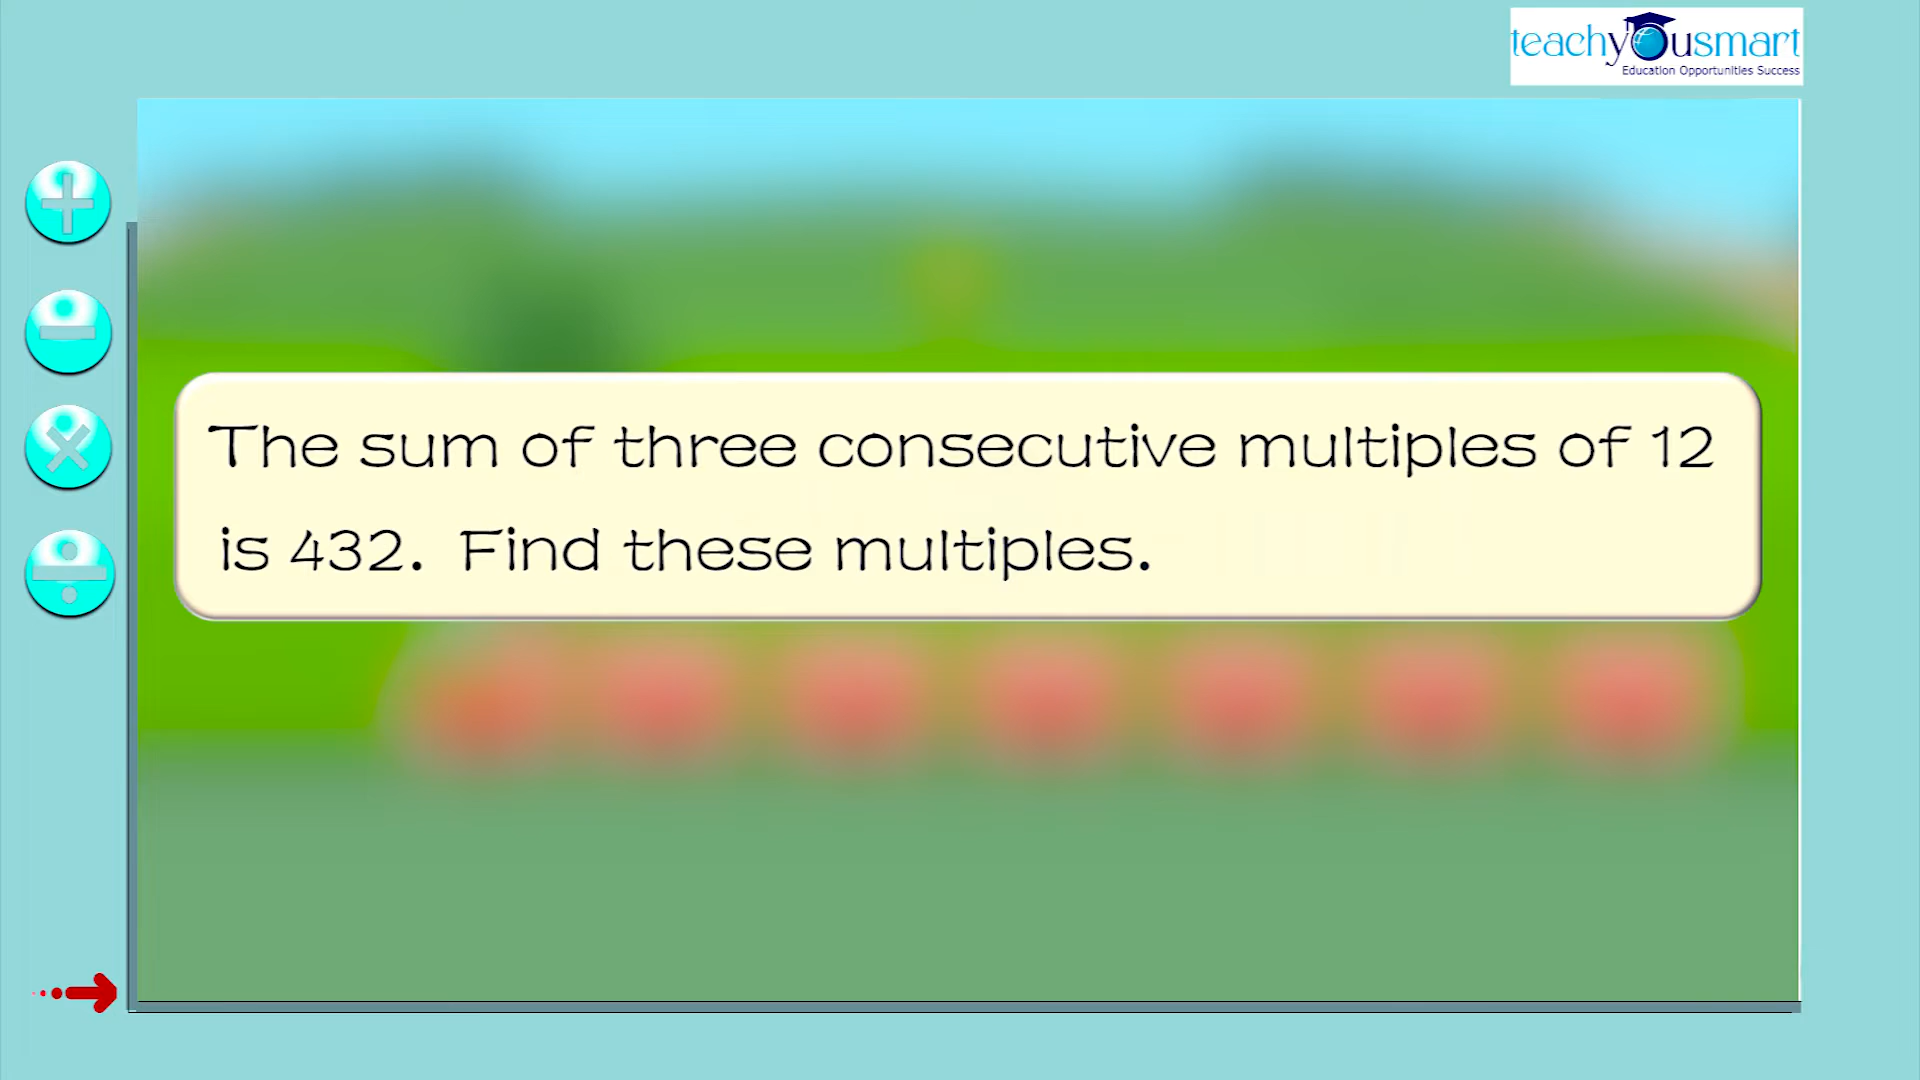 teachyousmart
Education Opportunities Success
The sum of three consecutive multiples of 12
is 432. Find these multiples.